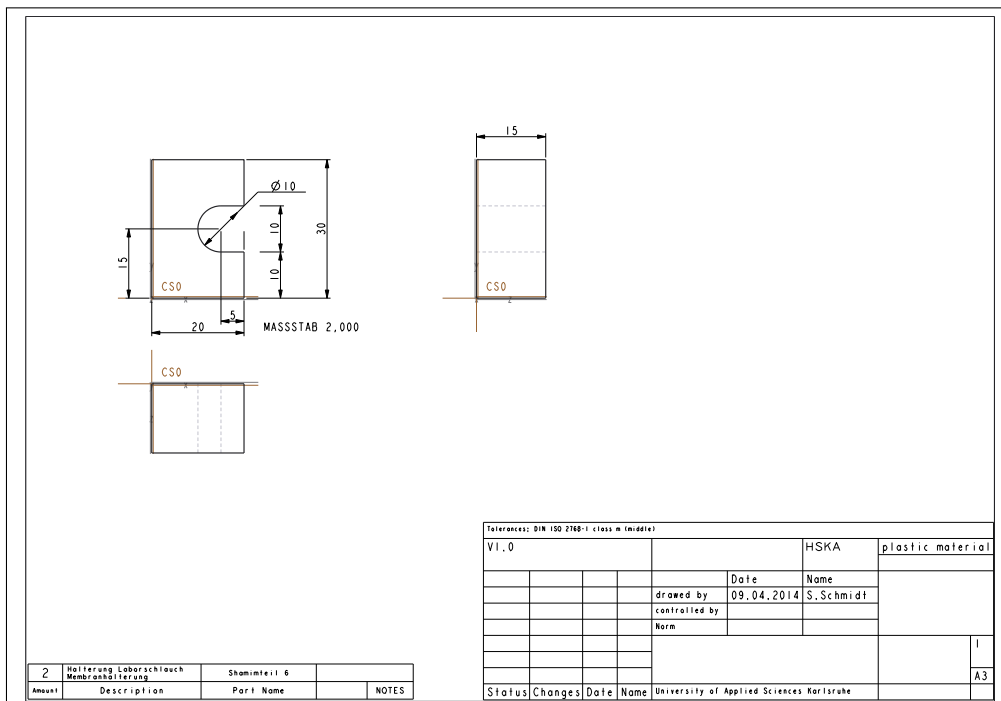 15
Ø10
10
30
15
10
CS0
CS0
5
20
MASSSTAB 2,000
CS0
Tolerances: DIN ISO 2768-1 class m (middle)
V1.0 HSKA plastic material
Date Name
drawed by 09.04.2014 S.Schmidt
controlled by
Norm
1
A3
Status Changes Date Name University of Applied Sciences Karlsruhe
2 Halterung Laborschlauch Membranhalterung Shamimteil 6
Amount Description Part Name NOTES